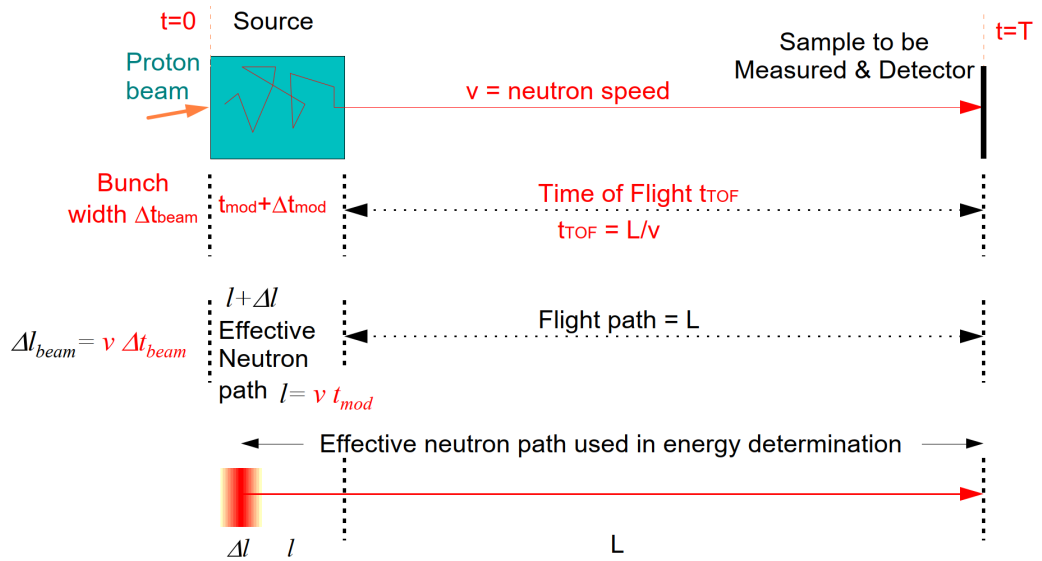 t=0
Source
t=T
Proton
beam
Sample to be
Measured & Detector
v = neutron speed
Bunch
width Δtbeam
tmod+Δtmod
Time of Flight tTOF
tTOF = L/v
l+Δl
Effective
Neutron
path l= v tmod
Δlbeam= v Δtbeam
Flight path = L
Effective neutron path used in energy determination
Δl l L